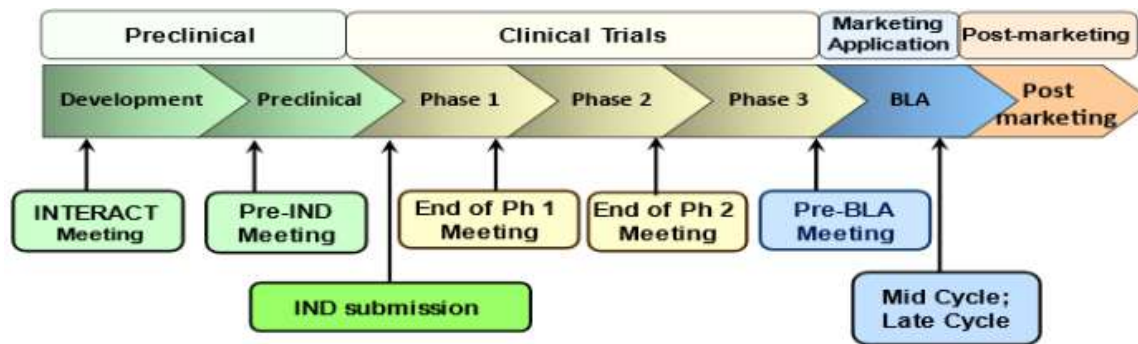 Preclinical
Clinical Trials
Marketing
Application
Post-marketing
Development
Preclinical
Phase 1
Phase 2
Phase 3
BLA
Post
marketing
INTERACT
Meeting
Pre-IND
Meeting
End of Ph 1
Meeting
End of Ph 2
Meeting
Pre-BLA
Meeting
IND submission
Mid Cycle;
Late Cycle